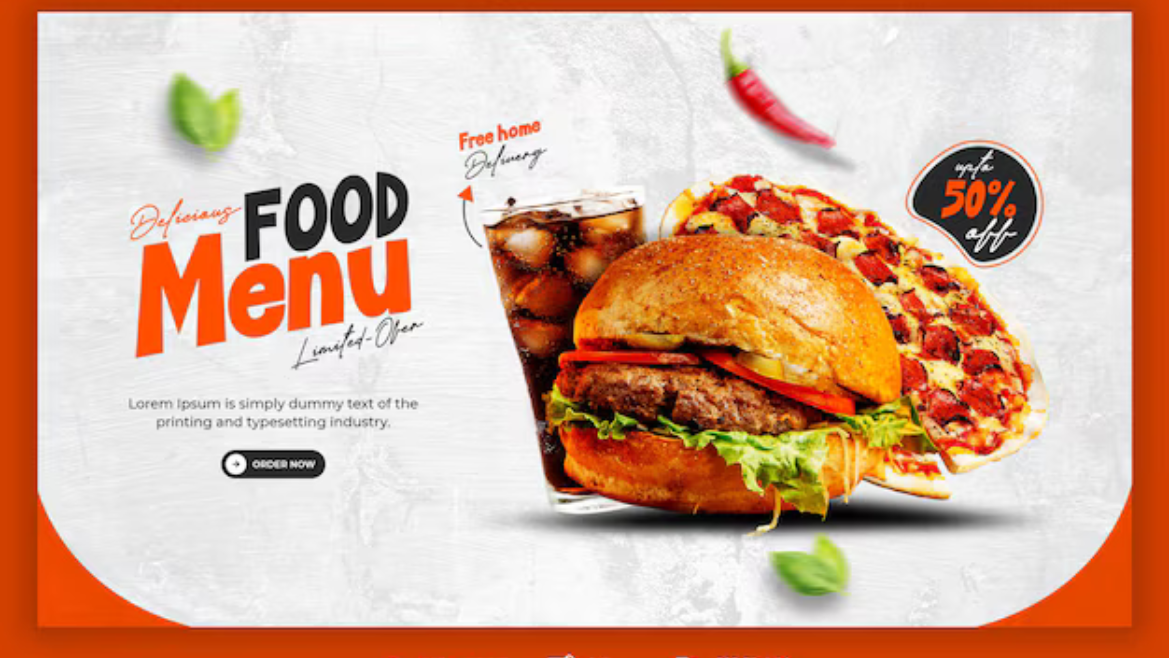 Delicious
FOOD
Menu
Limited-Ofer
Lorem Ipsum is simply dummy text of the
printing and typesetting industry.
ORDER NOW
Free home
Delivery
upto
50%
off